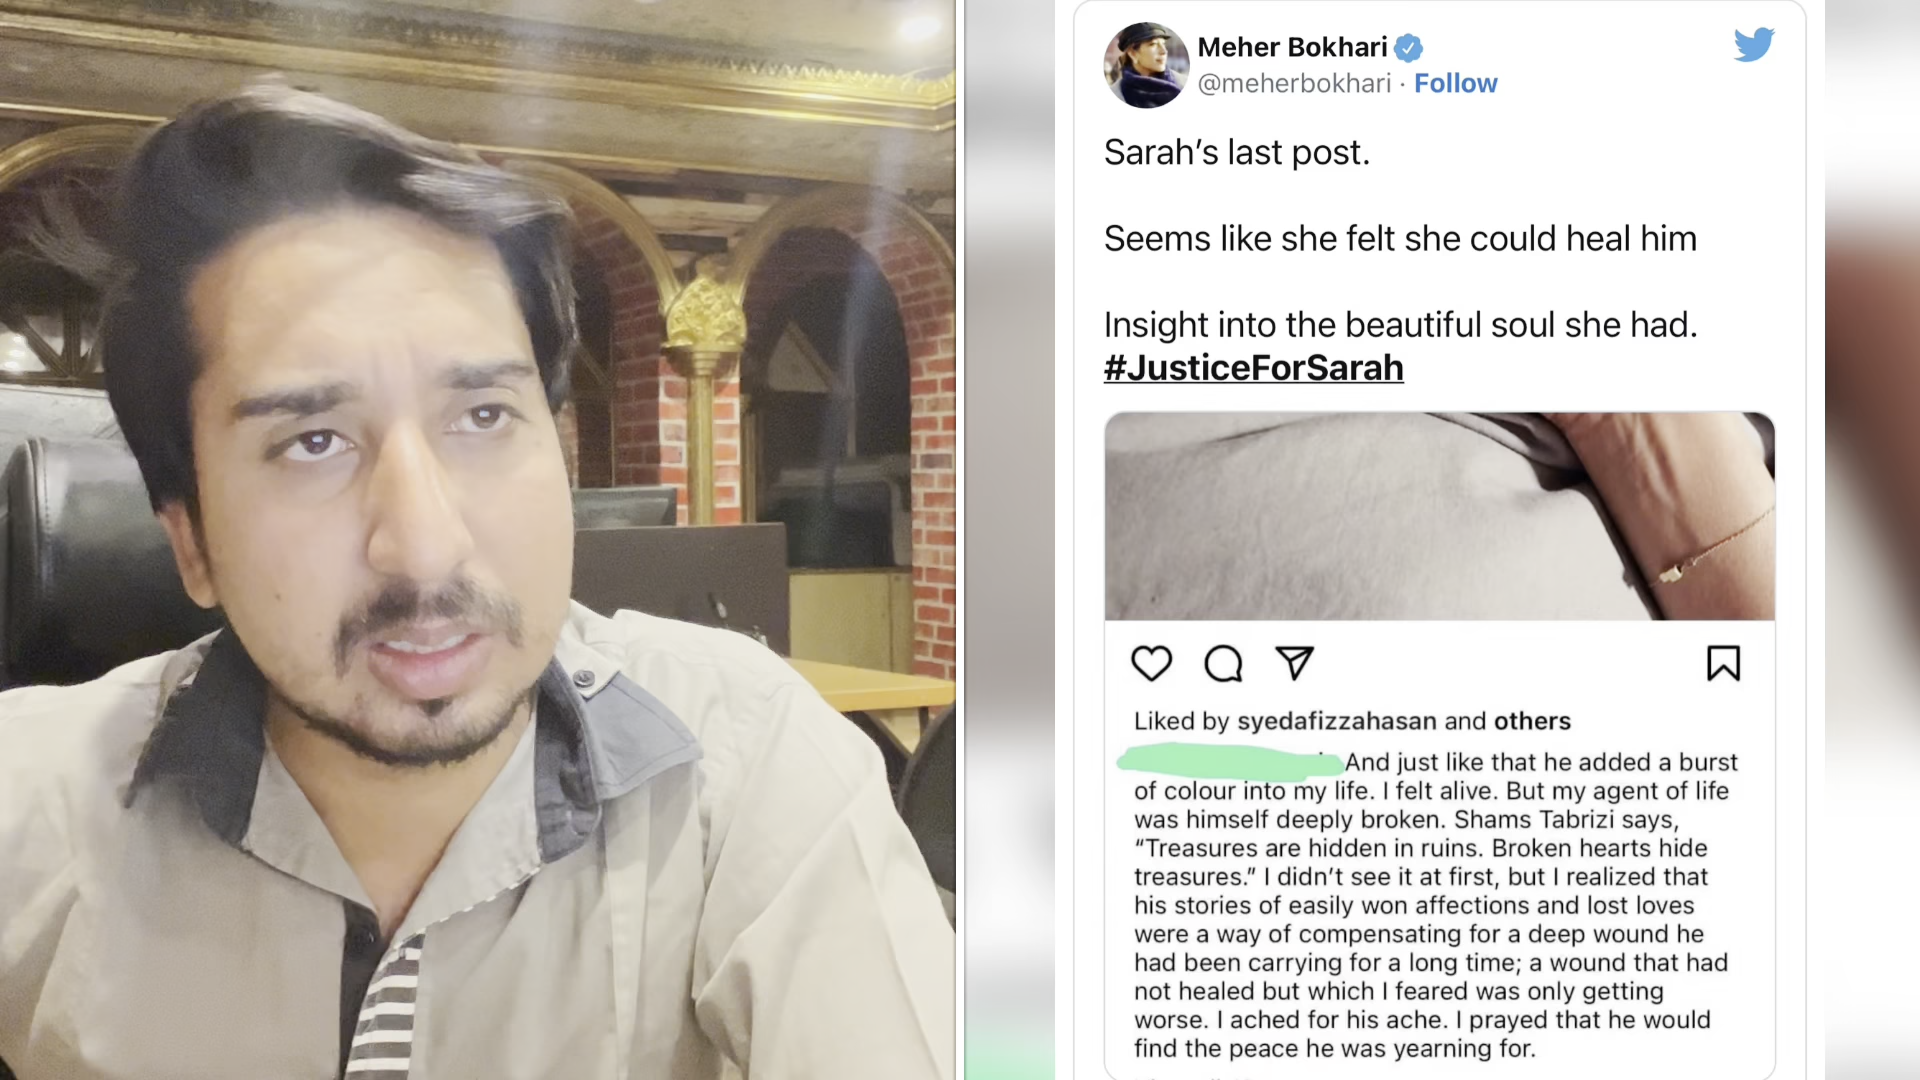 Meher Bokhari
@meherbokhari · Follow
Sarah’s last post.
Seems like she felt she could heal him
Insight into the beautiful soul she had.
#JusticeForSarah
Liked by syedafizzahasan and others
And just like that he added a burst
of colour into my life. I felt alive. But my agent of life
was himself deeply broken. Shams Tabrizi says,
“Treasures are hidden in ruins. Broken hearts hide
treasures.” I didn’t see it at first, but I realized that
his stories of easily won affections and lost loves
were a way of compensating for a deep wound he
had been carrying for a long time; a wound that had
not healed but which I feared was only getting
worse. I ached for his ache. I prayed that he would
find the peace he was yearning for.